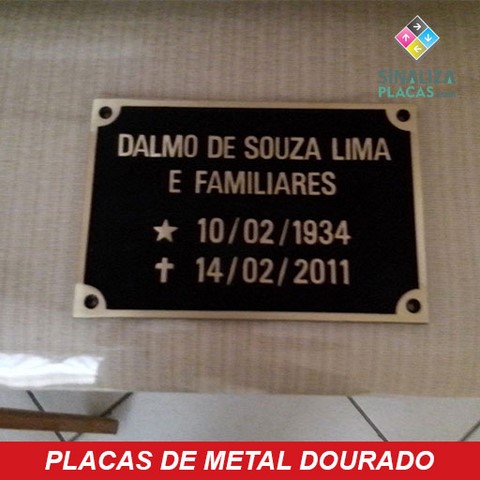 SINALIZA
PLACAS
DALMO DE SOUZA LIMA
E FAMILIARES
★ 10/02/1934
✝ 14/02/2011
PLACAS DE METAL DOURADO